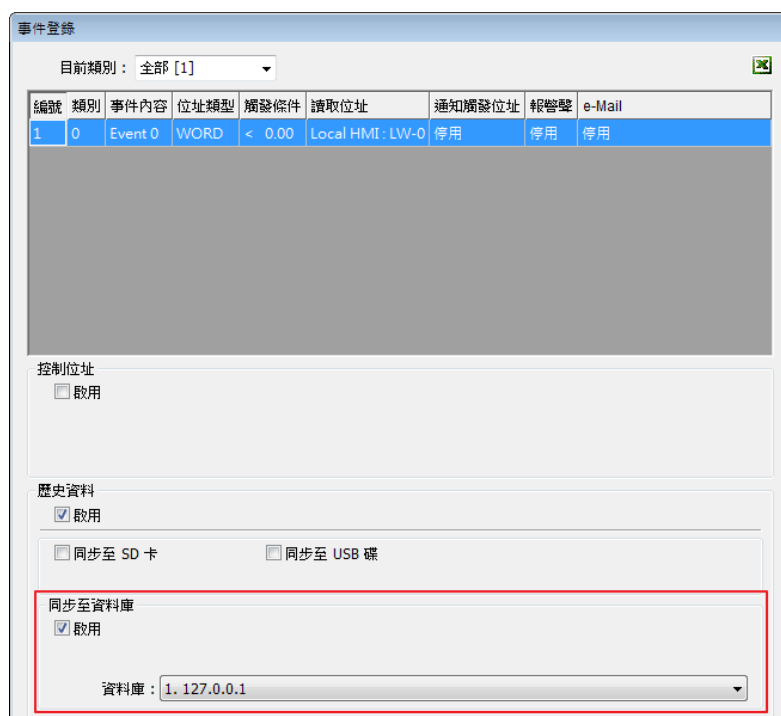 事件登錄
目前類別： 全部 [1]
編號 類別 事件內容 位址類型 觸發條件 讀取位址 通知觸發位址 報警聲 e-Mail
1 0 Event 0 WORD < 0.00 Local HMI : LW-0 停用 停用 停用
控制位址
啟用
歷史資料
啟用
同步至 SD 卡 同步至 USB 碟
同步至資料庫
啟用
資料庫： 1. 127.0.0.1